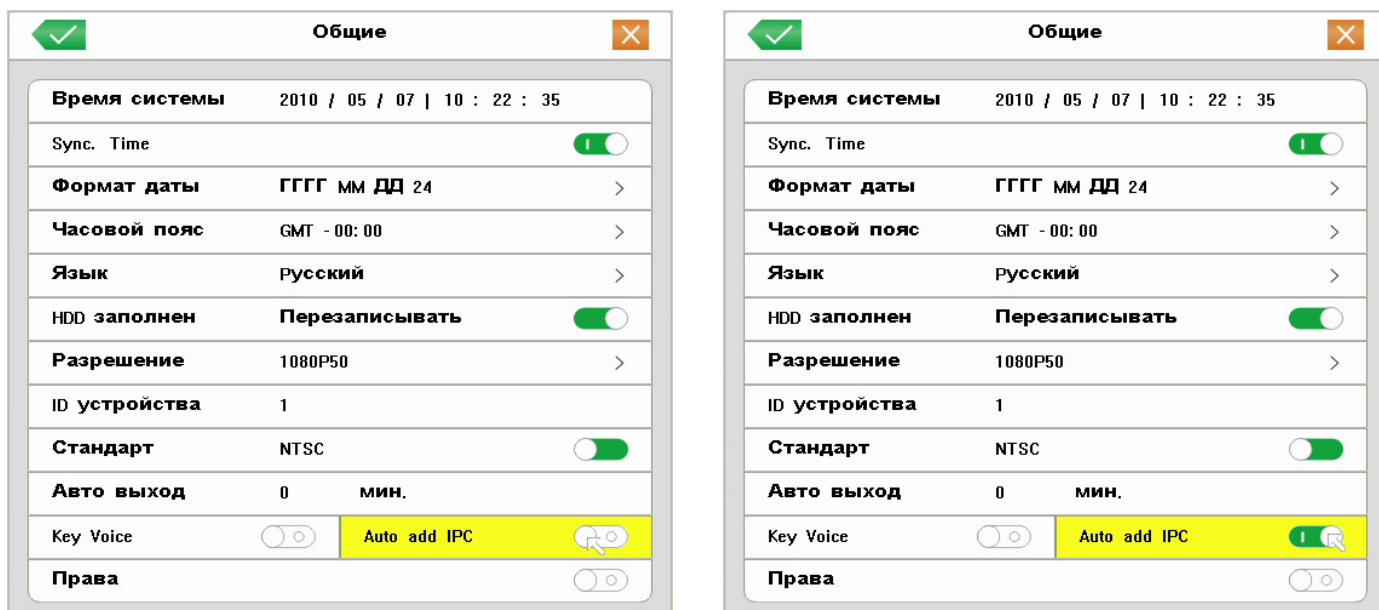 Общие
Время системы 2010 / 05 / 07 | 10 : 22 : 35
Sync. Time
Формат даты ГГГГ ММ ДД 24
Часовой пояс GMT - 00:00
Язык Русский
HDD заполнен Перезаписывать
Разрешение 1080P50
ID устройства 1
Стандарт NTSC
Авто выход 0 мин.
Key Voice Auto add IPC
Права
Общие
Время системы 2010 / 05 / 07 | 10 : 22 : 35
Sync. Time
Формат даты ГГГГ ММ ДД 24
Часовой пояс GMT - 00:00
Язык Русский
HDD заполнен Перезаписывать
Разрешение 1080P50
ID устройства 1
Стандарт NTSC
Авто выход 0 мин.
Key Voice Auto add IPC
Права